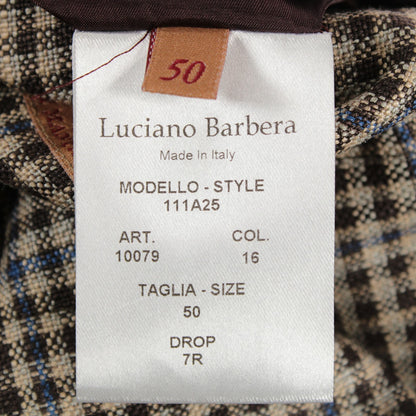 50
Luciano Barbera
Made in Italy
MODELLO - STYLE
111A25
ART. COL.
10079 16
TAGLIA - SIZE
50
DROP
7R